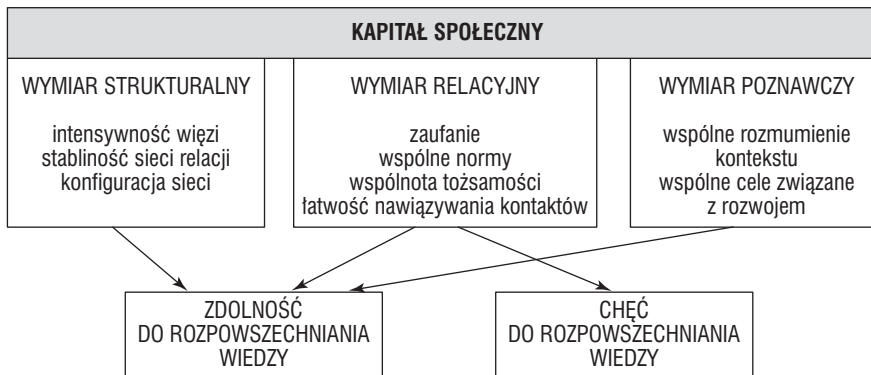 KAPITAŁ SPOŁECZNY
WYMIAR STRUKTURALNY
intensywność więzi
stabliność sieci relacji
konfiguracja sieci
WYMIAR RELACYJNY
zaufanie
wspólne normy
wspólnota tożsamości
łatwość nawiązywania kontaktów
WYMIAR POZNAWCZY
wspólne rozmumienie
kontekstu
wspólne cele związane
z rozwojem
ZDOLNOŚĆ
DO ROZPOWSZECHNIANIA
WIEDZY
CHĘĆ
DO ROZPOWSZECHNIANIA
WIEDZY